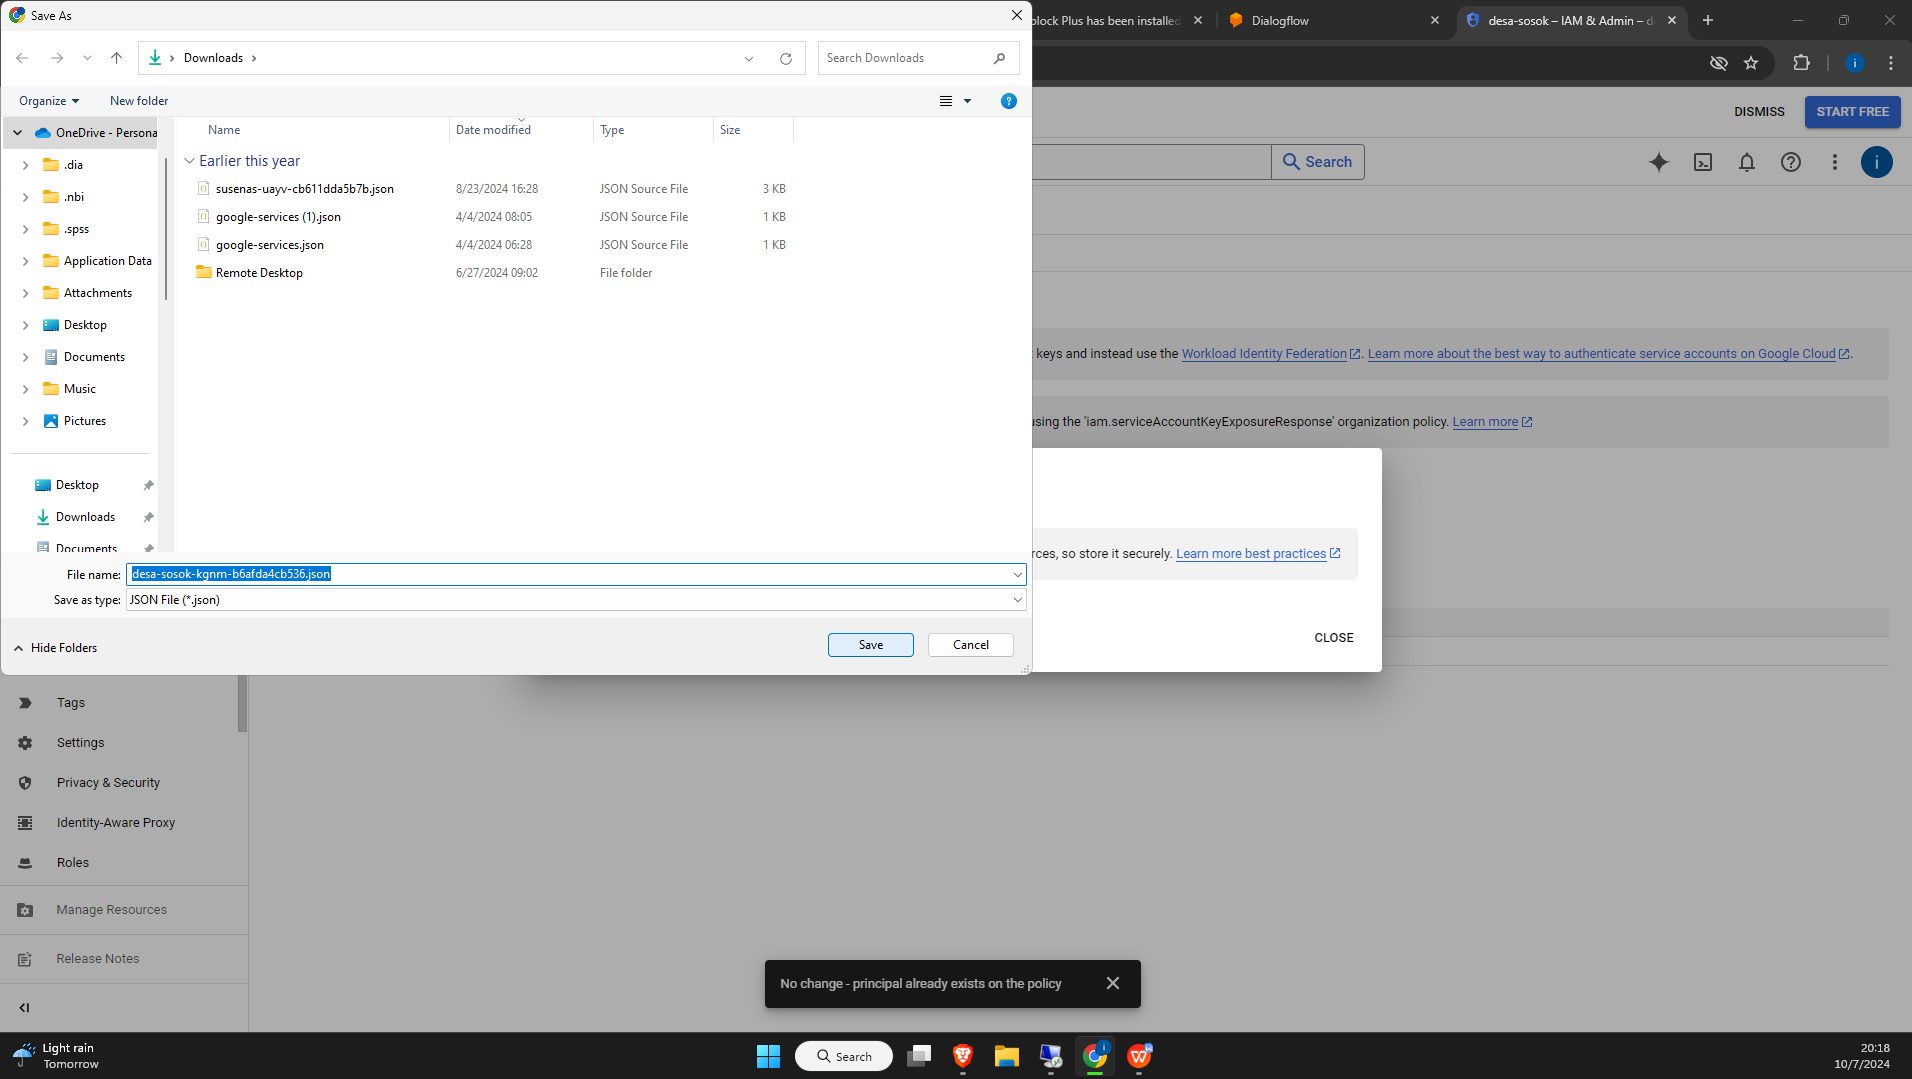 Save As
block Plus has been installed
Dialogflow
desa-sosok – IAM & Admin – d
Downloads
Search Downloads
Organize
New folder
DISMISS
START FREE
Search
i
OneDrive - Persona
.dia
.nbi
.spss
Application Data
Attachments
Desktop
Documents
Music
Pictures
Desktop
Downloads
Documents
Name
Date modified
Type
Size
Earlier this year
susenas-uayv-cb611dda5b7b.json
8/23/2024 16:28
JSON Source File
3 KB
google-services (1).json
4/4/2024 08:05
JSON Source File
1 KB
google-services.json
4/4/2024 06:28
JSON Source File
1 KB
Remote Desktop
6/27/2024 09:02
File folder
File name:
desa-sosok-kgnm-b6afda4cb536.json
Save as type:
JSON File (*.json)
Hide Folders
Save
Cancel
keys and instead use the Workload Identity Federation. Learn more about the best way to authenticate service accounts on Google Cloud.
using the 'iam.serviceAccountKeyExposureResponse' organization policy. Learn more
rces, so store it securely. Learn more best practices
CLOSE
Tags
Settings
Privacy & Security
Identity-Aware Proxy
Roles
Manage Resources
Release Notes
No change - principal already exists on the policy
Light rain
Tomorrow
Search
20:18
10/7/2024